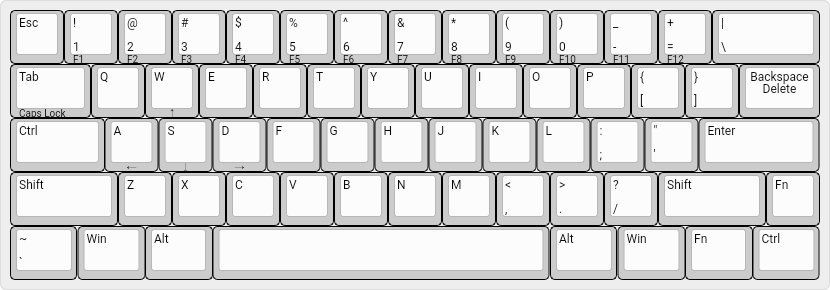 Esc ! @ # $ % ^ & * ( ) _ + |
1 2 3 4 5 6 7 8 9 0 - = \
F1 F2 F3 F4 F5 F6 F7 F8 F9 F10 F11 F12
Tab Q W E R T Y U I O P { } Backspace
[ ] Delete
Caps Lock ↑
Ctrl A S D F G H J K L : " Enter
; '
← ↓ →
Shift Z X C V B N M < > ? Shift Fn
, . /
~ Win Alt Alt Win Fn Ctrl
`